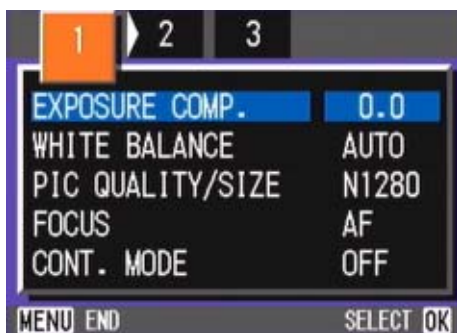 1 2 3
EXPOSURE COMP. 0.0
WHITE BALANCE AUTO
PIC QUALITY/SIZE N1280
FOCUS AF
CONT. MODE OFF
MENU END SELECT OK